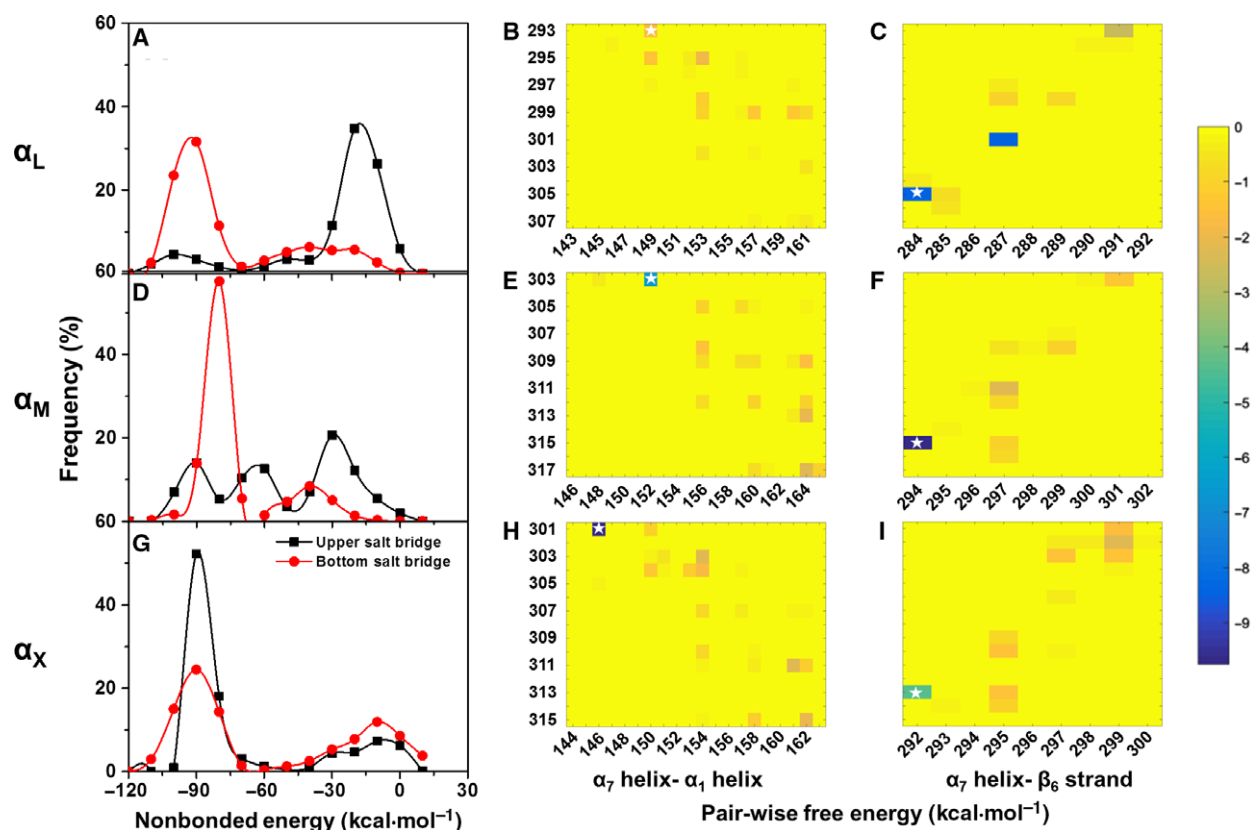 A
B
C
D
E
F
G
H
I
α_L
α_M
α_X
Frequency (%)
60
40
20
60
40
20
60
40
20
0
Upper salt bridge
Bottom salt bridge
−120 −90 −60 −30 0 30
Nonbonded energy (kcal·mol⁻¹)
293
295
297
299
301
303
305
307
143 145 147 149 151 153 155 157 159 161
284 285 286 287 288 289 290 291 292
303
305
307
309
311
313
315
317
146 148 150 152 154 156 158 160 162 164
294 295 296 297 298 299 300 301 302
301
303
305
307
309
311
313
315
144 146 148 150 152 154 156 158 160 162
292 293 294 295 296 297 298 299 300
α₇ helix- α₁ helix
α₇ helix- β₆ strand
Pair-wise free energy (kcal·mol⁻¹)
0
−1
−2
−3
−4
−5
−6
−7
−8
−9